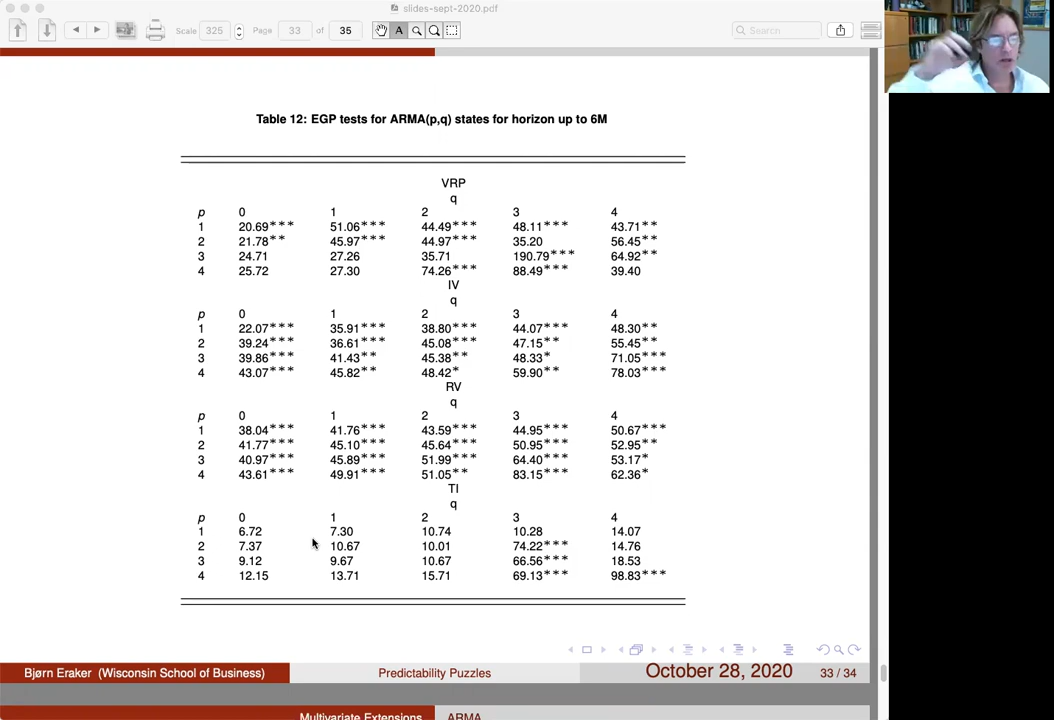 slides-sept-2020.pdf
Scale 325 Page 33 of 35 A Search
Table 12: EGP tests for ARMA(p,q) states for horizon up to 6M
VRP
q
p 0 1 2 3 4
1 20.69*** 51.06*** 44.49*** 48.11*** 43.71**
2 21.78** 45.97*** 44.97*** 35.20 56.45**
3 24.71 27.26 35.71 190.79*** 64.92**
4 25.72 27.30 74.26*** 88.49*** 39.40
IV
q
p 0 1 2 3 4
1 22.07*** 35.91*** 38.80*** 44.07*** 48.30**
2 39.24*** 36.61*** 45.08*** 47.15** 55.45**
3 39.86*** 41.43** 45.38** 48.33* 71.05***
4 43.07*** 45.82** 48.42* 59.90** 78.03***
RV
q
p 0 1 2 3 4
1 38.04*** 41.76*** 43.59*** 44.95*** 50.67***
2 41.77*** 45.10*** 45.64*** 50.95*** 52.95**
3 40.97*** 45.89*** 51.99*** 64.40*** 53.17*
4 43.61*** 49.91*** 51.05** 83.15*** 62.36*
TI
q
p 0 1 2 3 4
1 6.72 7.30 10.74 10.28 14.07
2 7.37 10.67 10.01 74.22*** 14.76
3 9.12 9.67 10.67 66.56*** 18.53
4 12.15 13.71 15.71 69.13*** 98.83***
Bjørn Eraker (Wisconsin School of Business) Predictability Puzzles October 28, 2020 33 / 34
Multivariate Extensions ARMA